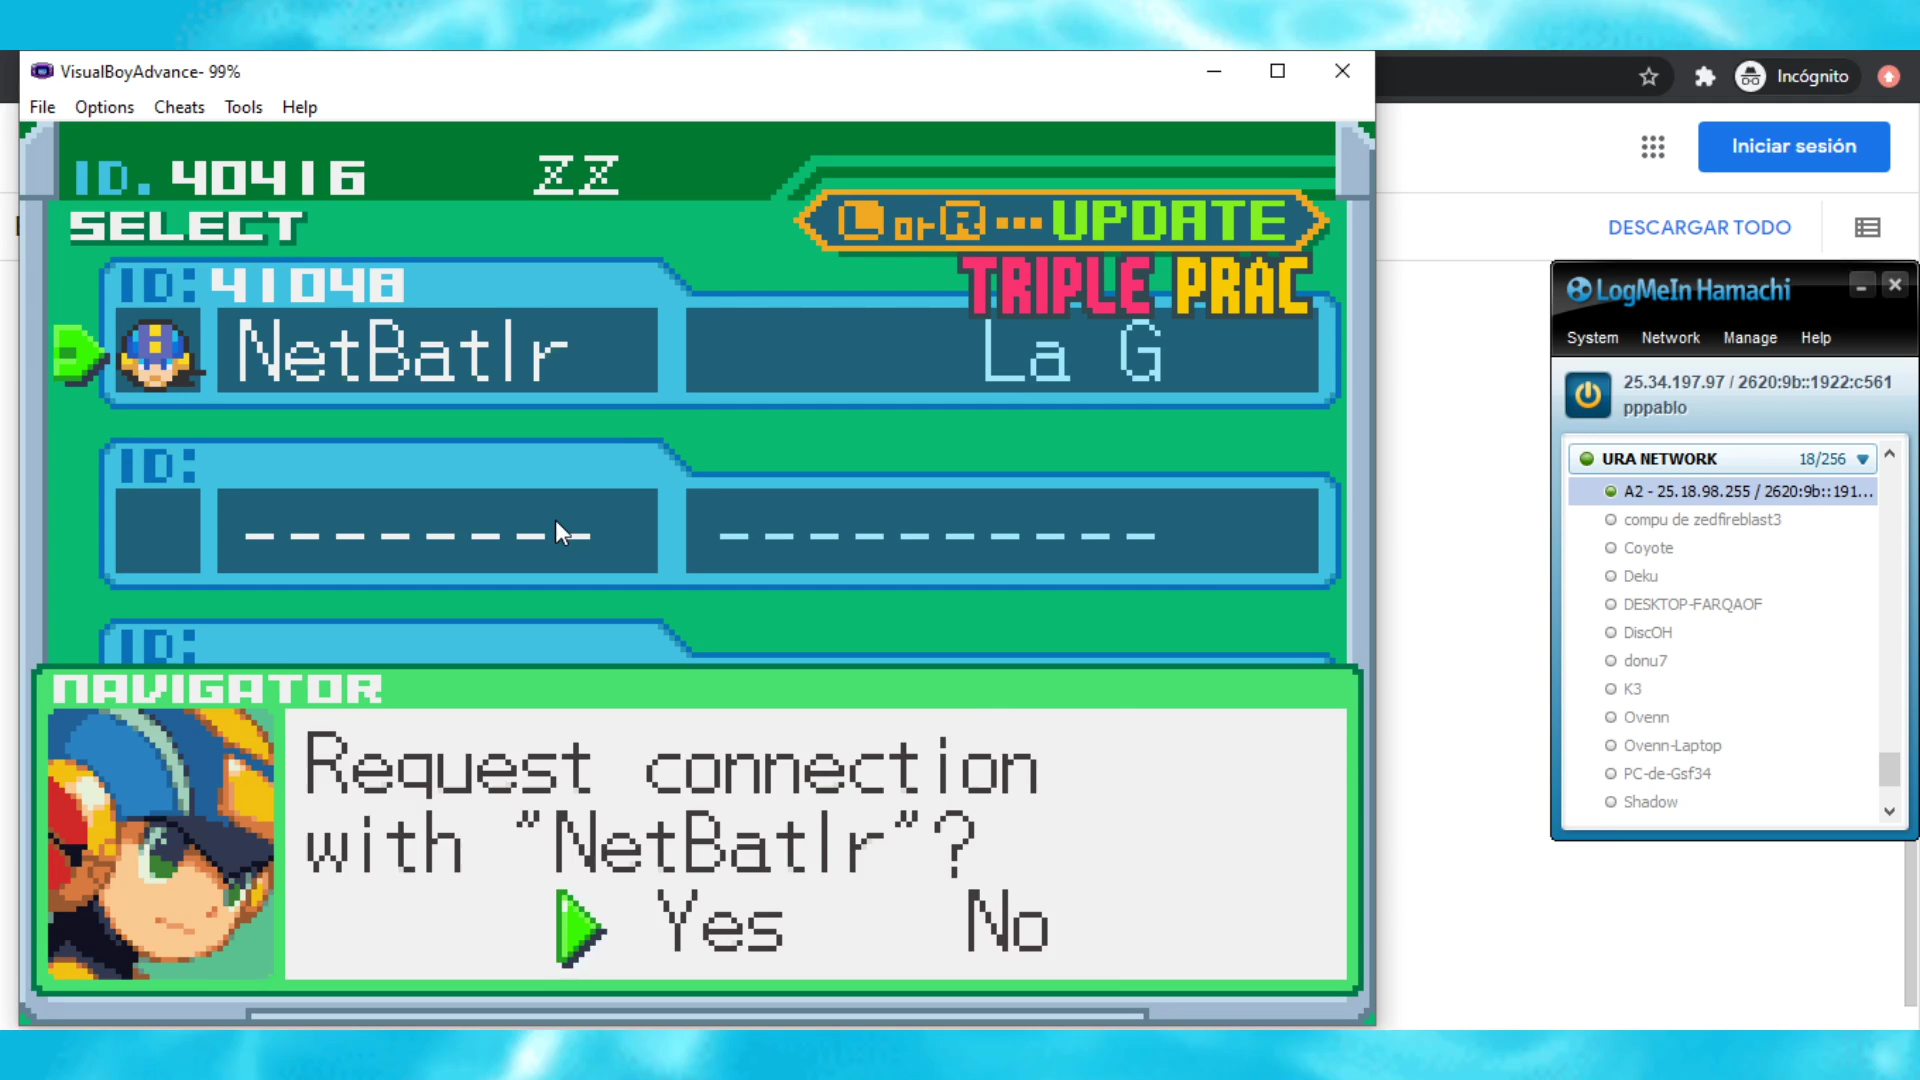 VisualBoyAdvance- 99%
File Options Cheats Tools Help
ID. 40416 ZZ
SELECT
L or R ••• UPDATE
TRIPLE PRAC
ID: 41048
NetBatlr La G
ID:
ID:
NAVIGATOR
Request connection
with "NetBatlr"?
Yes No
Incógnito
Iniciar sesión
DESCARGAR TODO
LogMeIn Hamachi
System Network Manage Help
25.34.197.97 / 2620:9b::1922:c561
pppablo
URA NETWORK 18/256
A2 - 25.18.98.255 / 2620:9b::191...
compu de zedfireblast3
Coyote
Deku
DESKTOP-FARQAOF
DiscOH
donu7
K3
Ovenn
Ovenn-Laptop
PC-de-Gsf34
Shadow